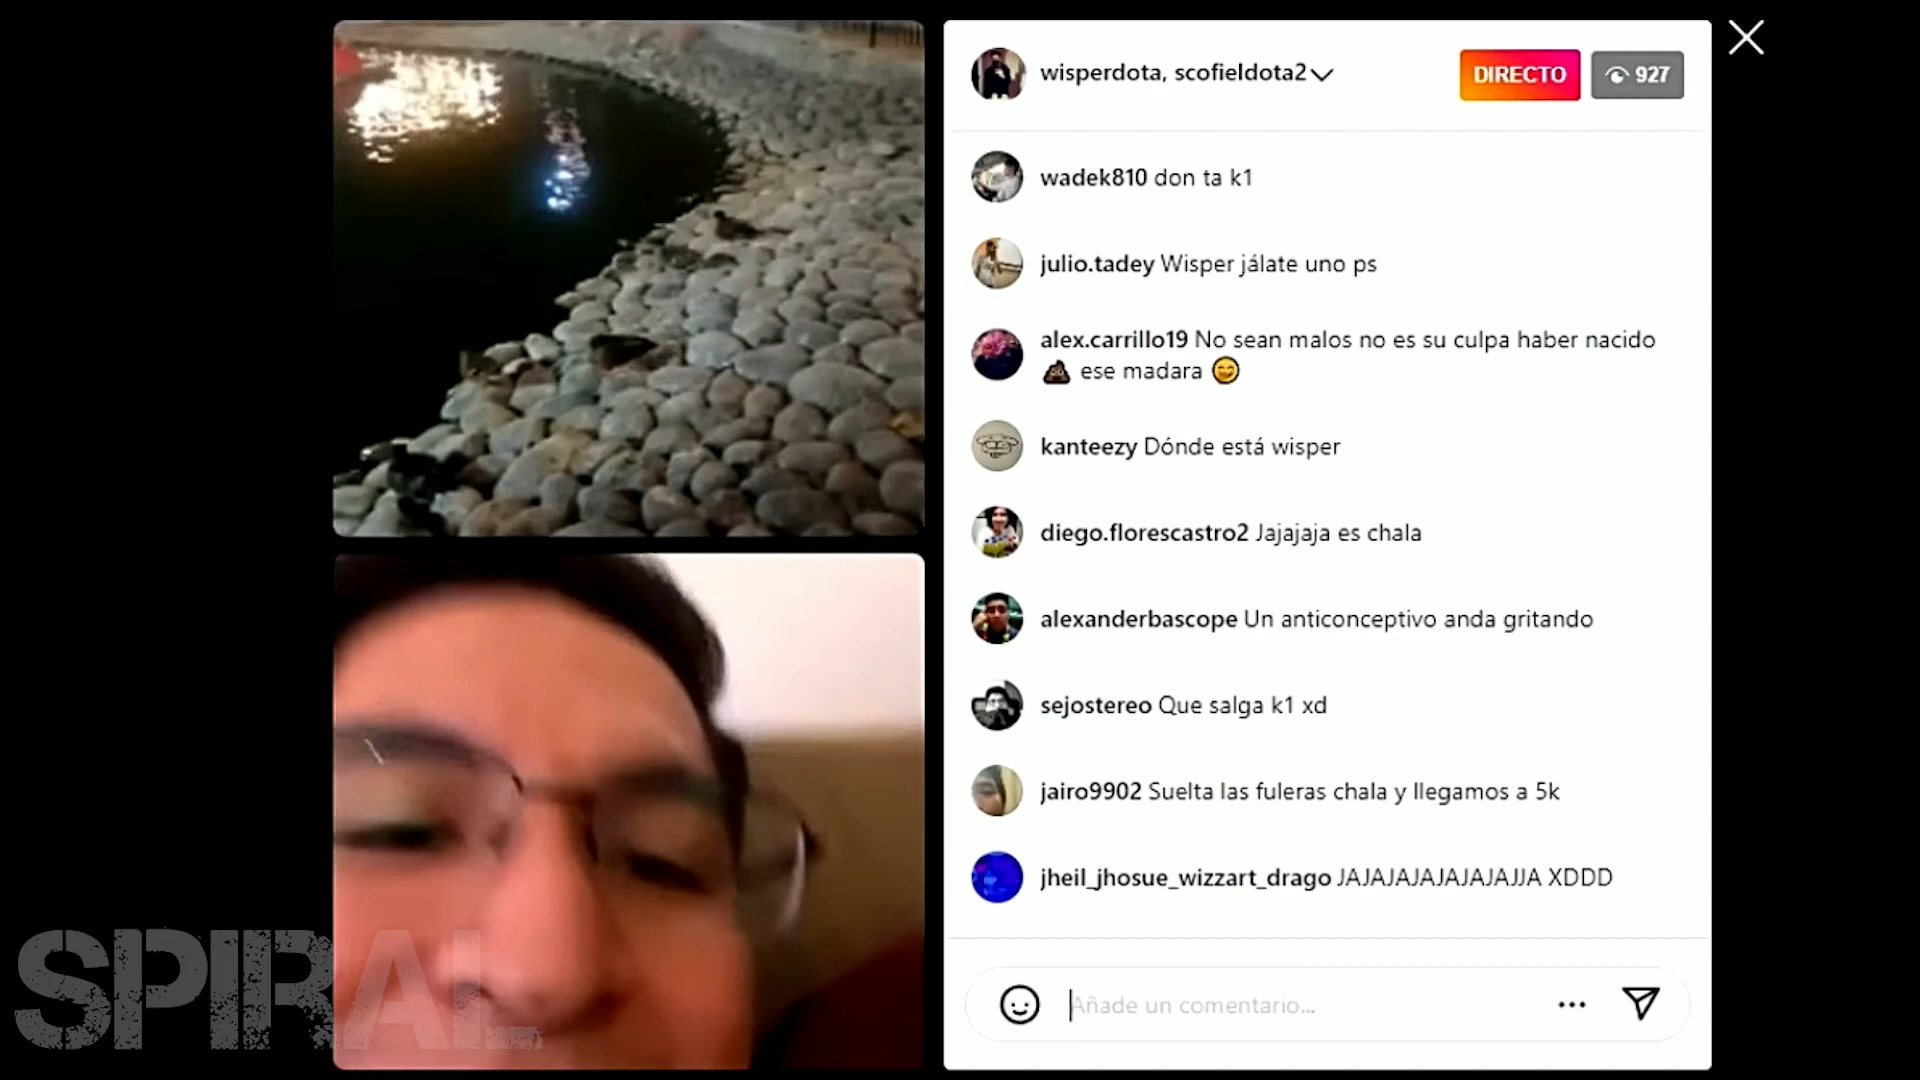 wisperdota, scofieldota2
DIRECTO
927
wadek810 don ta k1
julio.tadey Wisper jálate uno ps
alex.carrillo19 No sean malos no es su culpa haber nacido
💩 ese madara 😄
kanteezy Dónde está wisper
diego.florescastro2 Jajajaja es chala
alexanderbascope Un anticonceptivo anda gritando
sejostereo Que salga k1 xd
jairo9902 Suelta las fuleras chala y llegamos a 5k
jheil_jhosue_wizzart_drago JAJAJAJAJAJAJAJJA XDDD
Añade un comentario...
SPIRAL